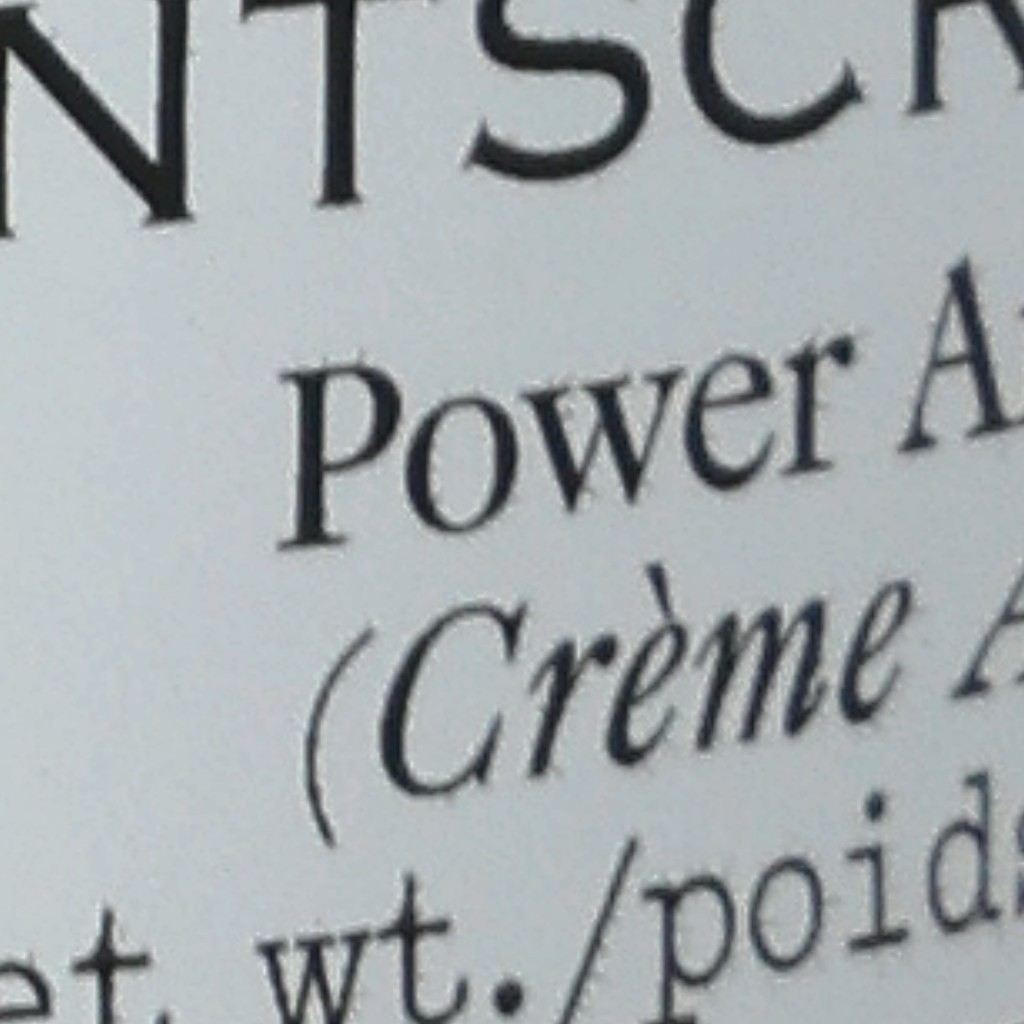 NTSCR
Power A
(Crème A
et wt./poids